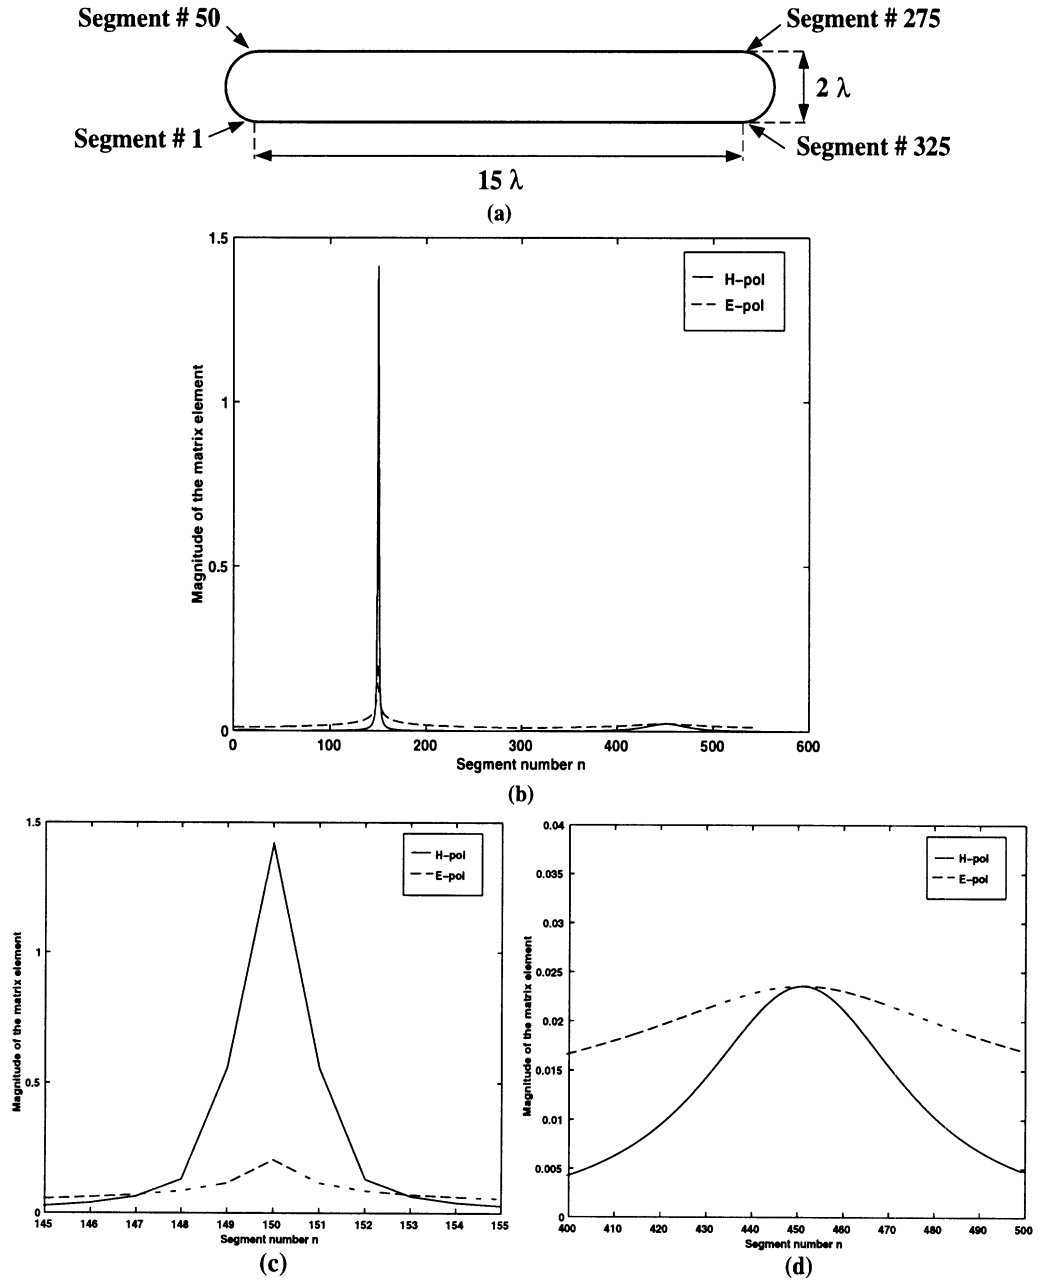 Segment # 50
Segment # 275
2 λ
Segment # 1
Segment # 325
15 λ
(a)
1.5
1
0.5
0
Magnitude of the matrix element
H-pol
E-pol
0 100 200 300 400 500 600
Segment number n
(b)
1.5
1
0.5
0
Magnitude of the matrix element
H-pol
E-pol
145 146 147 148 149 150 151 152 153 154 155
Segment number n
(c)
0.04
0.035
0.03
0.025
0.02
0.015
0.01
0.005
0
Magnitude of the matrix element
H-pol
E-pol
400 410 420 430 440 450 460 470 480 490 500
Segment number n
(d)